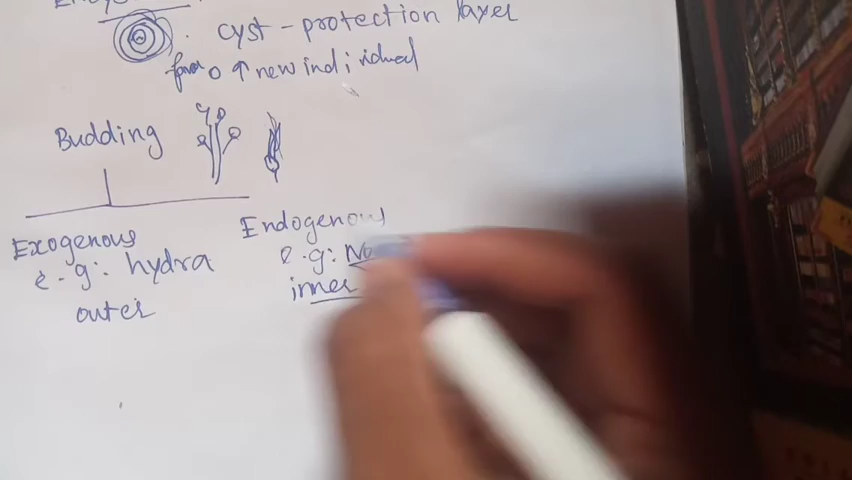 cyst - protection layer
new individual
Budding
Exogenous
e.g: hydra
outer
Endogenous
e.g:
inner